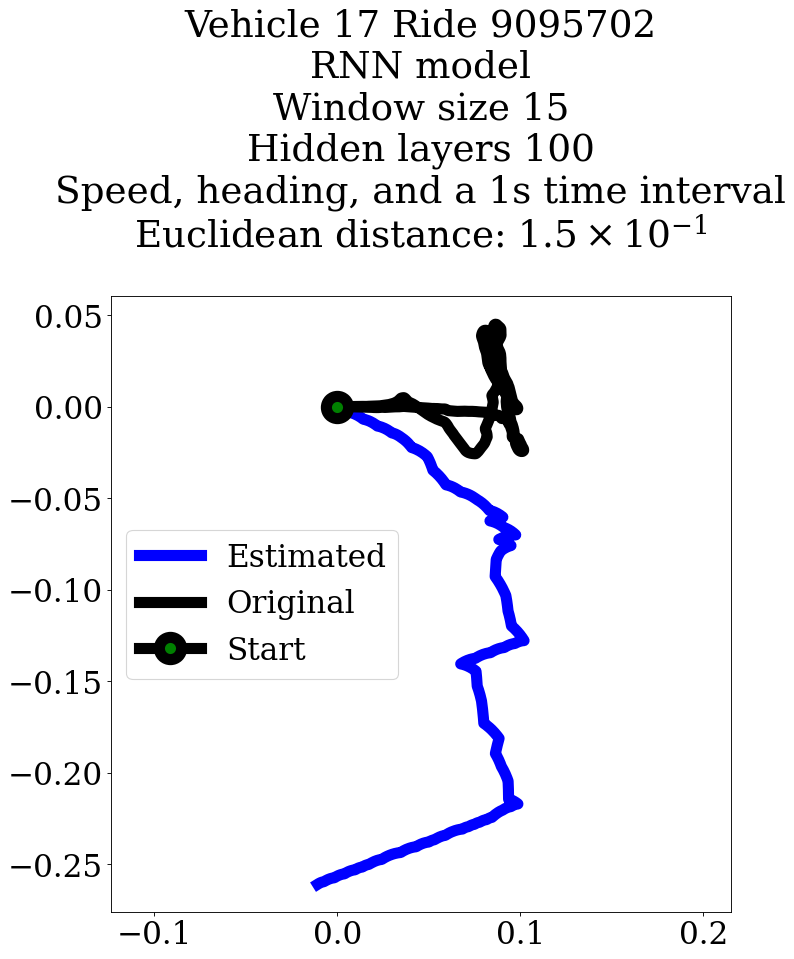 Vehicle 17 Ride 9095702
RNN model
Window size 15
Hidden layers 100
Speed, heading, and a 1s time interval
Euclidean distance: 1.5 × 10⁻¹
0.05
0.00
−0.05
−0.10
−0.15
−0.20
−0.25
Estimated
Original
Start
−0.1
0.0
0.1
0.2